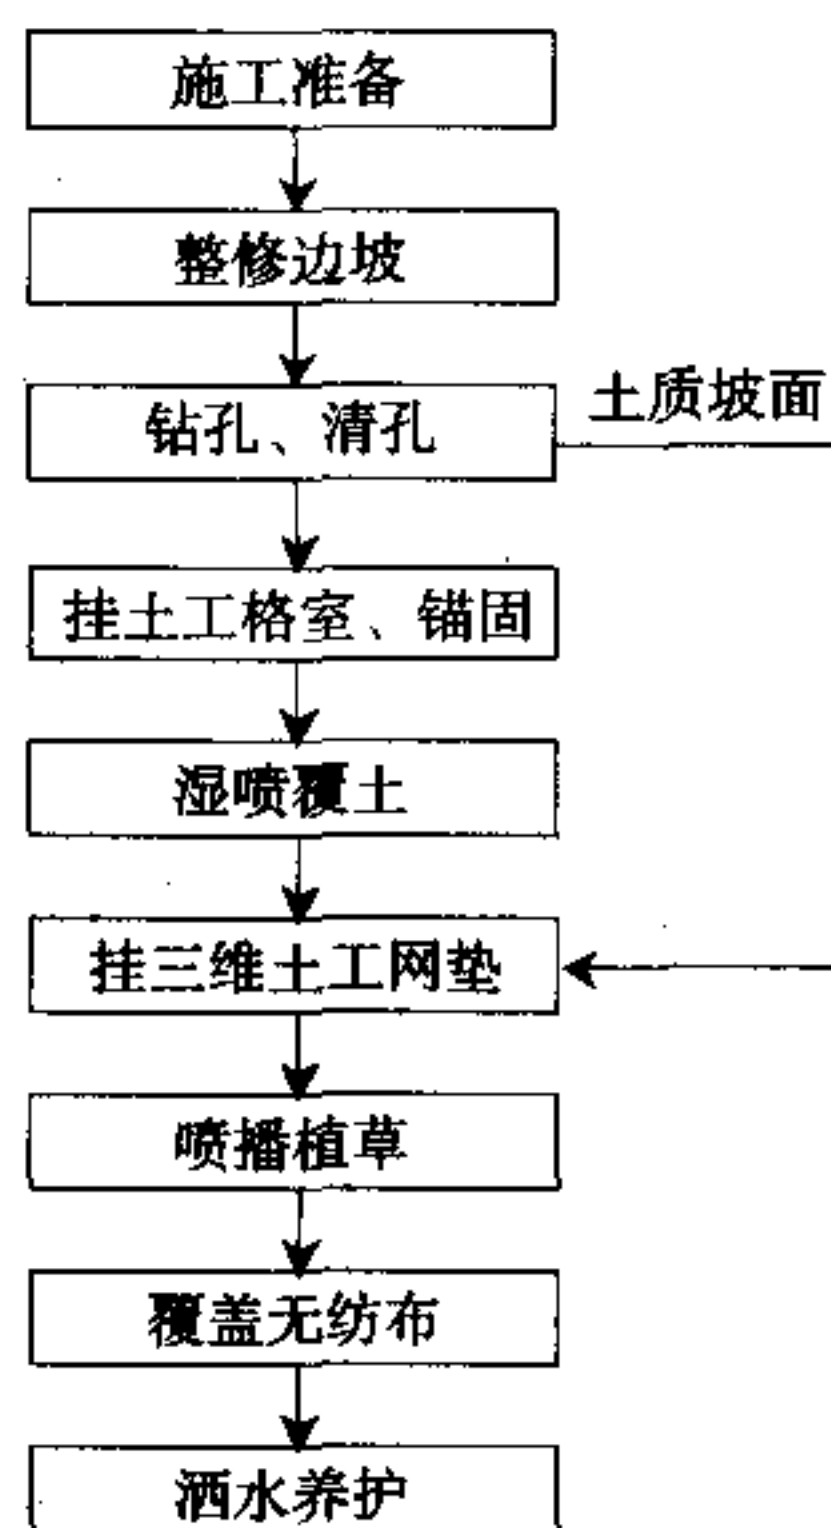 施工准备
整修边坡
钻孔、清孔
土质坡面
挂土工格室、锚固
湿喷覆土
挂三维土工网垫
喷播植草
覆盖无纺布
洒水养护